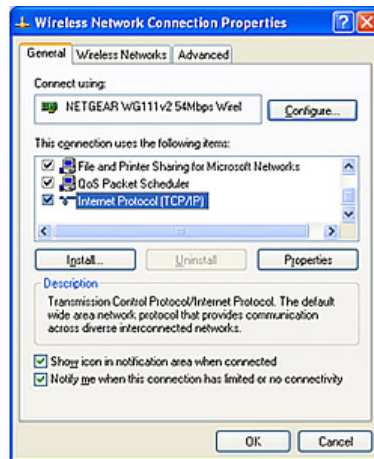 Wireless Network Connection Properties
General Wireless Networks Advanced
Connect using:
NETGEAR WG111v2 54Mbps Wirel
Configure...
This connection uses the following items:
File and Printer Sharing for Microsoft Networks
QoS Packet Scheduler
Internet Protocol (TCP/IP)
Install... Uninstall Properties
Description
Transmission Control Protocol/Internet Protocol. The default
wide area network protocol that provides communication
across diverse interconnected networks.
Show icon in notification area when connected
Notify me when this connection has limited or no connectivity
OK Cancel